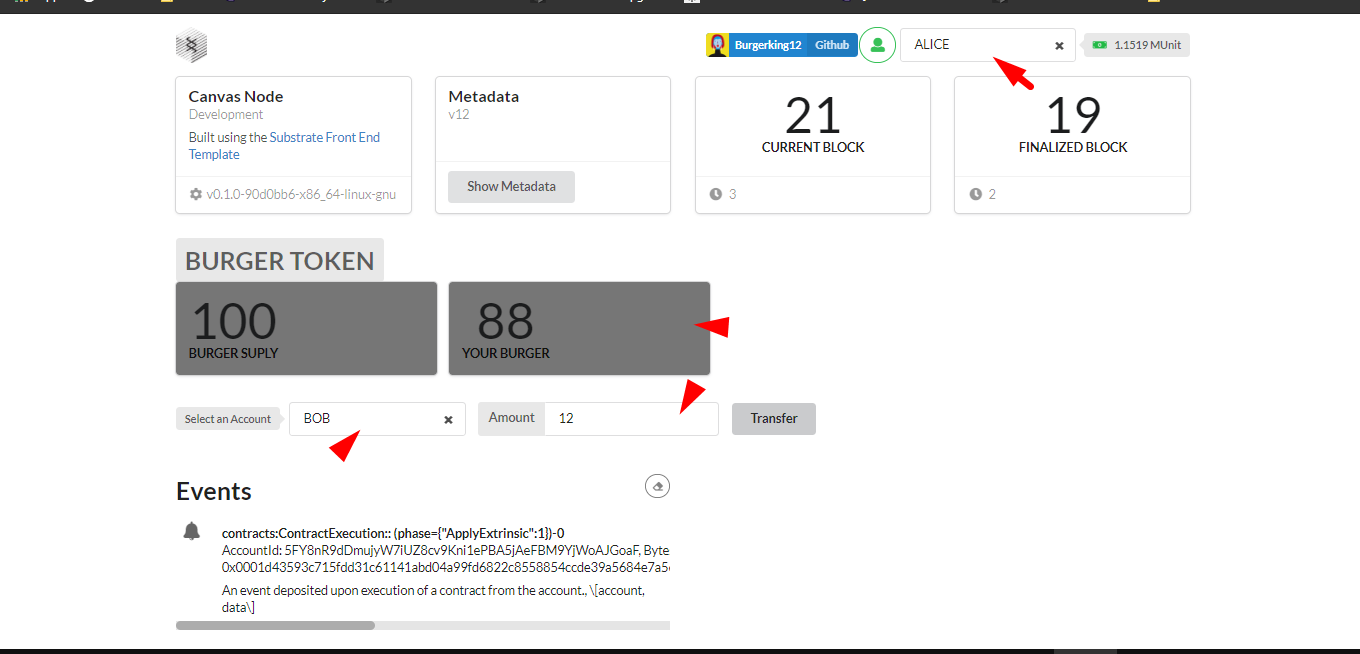 Burgerking12 Github
ALICE
1.1519 MUnit
Canvas Node
Development
Built using the Substrate Front End
Template
v0.1.0-90d0bb6-x86_64-linux-gnu
Metadata
v12
Show Metadata
21
CURRENT BLOCK
3
19
FINALIZED BLOCK
2
BURGER TOKEN
100
BURGER SUPLY
88
YOUR BURGER
Select an Account
BOB
Amount
12
Transfer
Events
contracts:ContractExecution:: (phase={"ApplyExtrinsic":1})-0
AccountId: 5FY8nR9dDmujyW7iUZ8cv9Kni1ePBA5jAeFBM9YjWoAJGoaF, Byte
0x0001d43593c715fdd31c61141abd04a99fd6822c8558854ccde39a5684e7a5
An event deposited upon execution of a contract from the account., \[account,
data\]